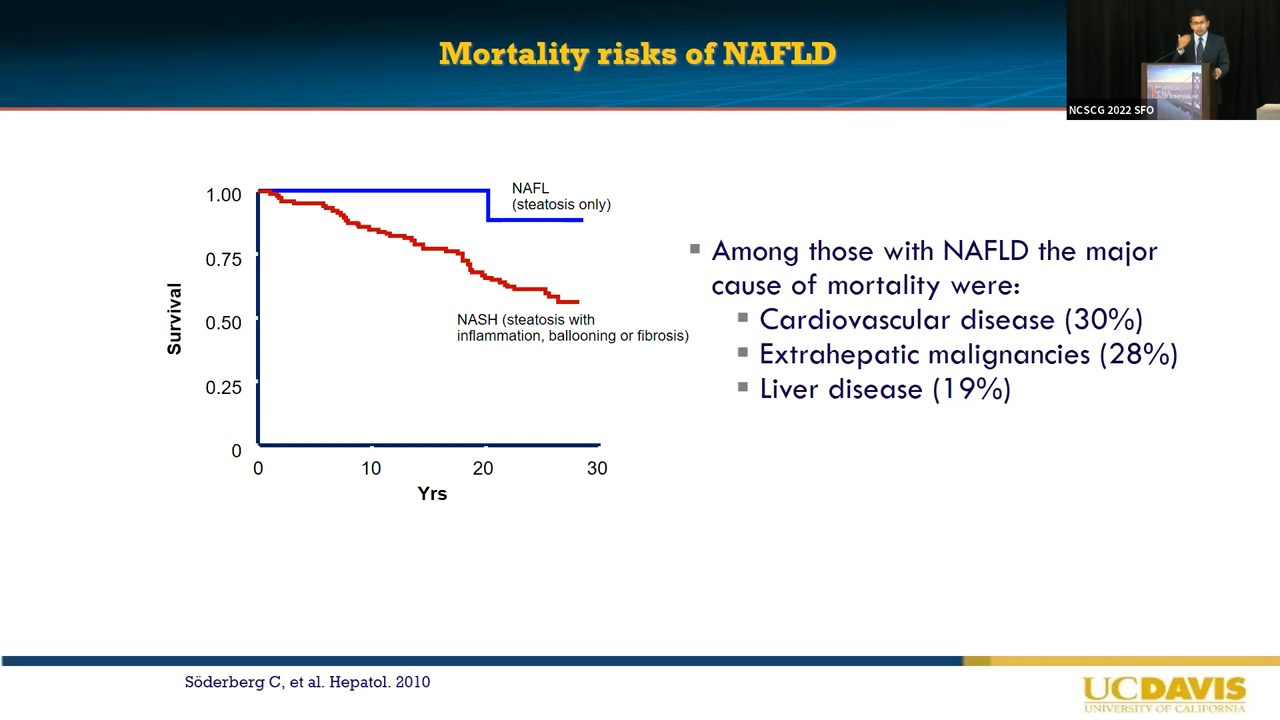 Mortality risks of NAFLD
NCSCG 2022 SFO
1.00
0.75
0.50
0.25
0
Survival
NAFL
(steatosis only)
NASH (steatosis with
inflammation, ballooning or fibrosis)
0
10
20
30
Yrs
Among those with NAFLD the major
cause of mortality were:
Cardiovascular disease (30%)
Extrahepatic malignancies (28%)
Liver disease (19%)
Söderberg C, et al. Hepatol. 2010
UCDAVIS
UNIVERSITY OF CALIFORNIA